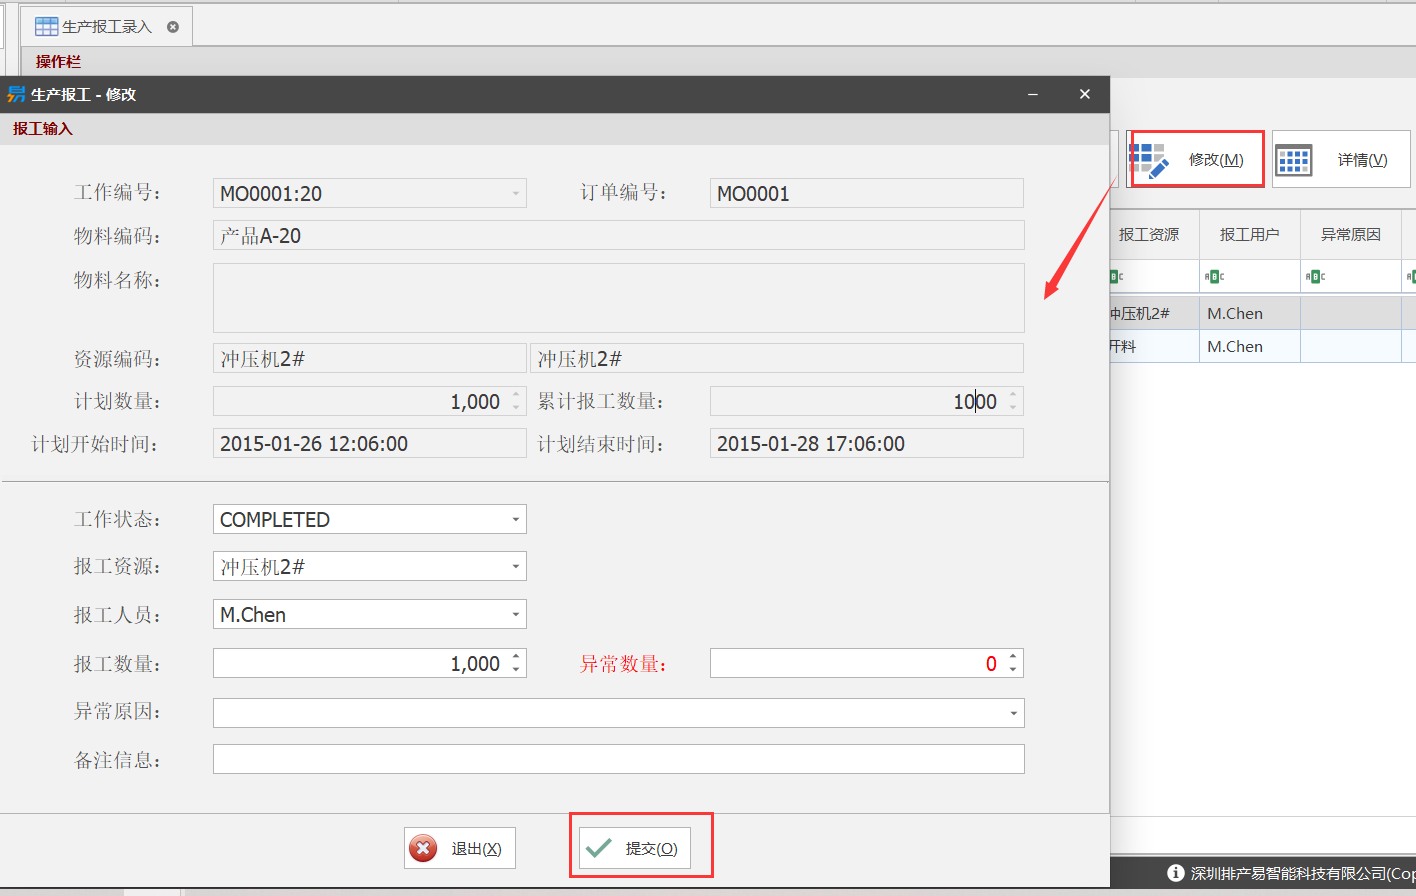 生产报工录入
操作栏
生产报工 - 修改
报工输入
修改(M)
详情(V)
工作编号：
MO0001:20
订单编号：
MO0001
物料编码：
产品A-20
物料名称：
资源编码：
冲压机2#
冲压机2#
计划数量：
1,000
累计报工数量：
1000
计划开始时间：
2015-01-26 12:06:00
计划结束时间：
2015-01-28 17:06:00
报工资源
报工用户
异常原因
ABC
ABC
冲压机2#
M.Chen
开料
M.Chen
工作状态：
COMPLETED
报工资源：
冲压机2#
报工人员：
M.Chen
报工数量：
1,000
异常数量：
0
异常原因：
备注信息：
退出(X)
提交(O)
深圳排产易智能科技有限公司(Cop